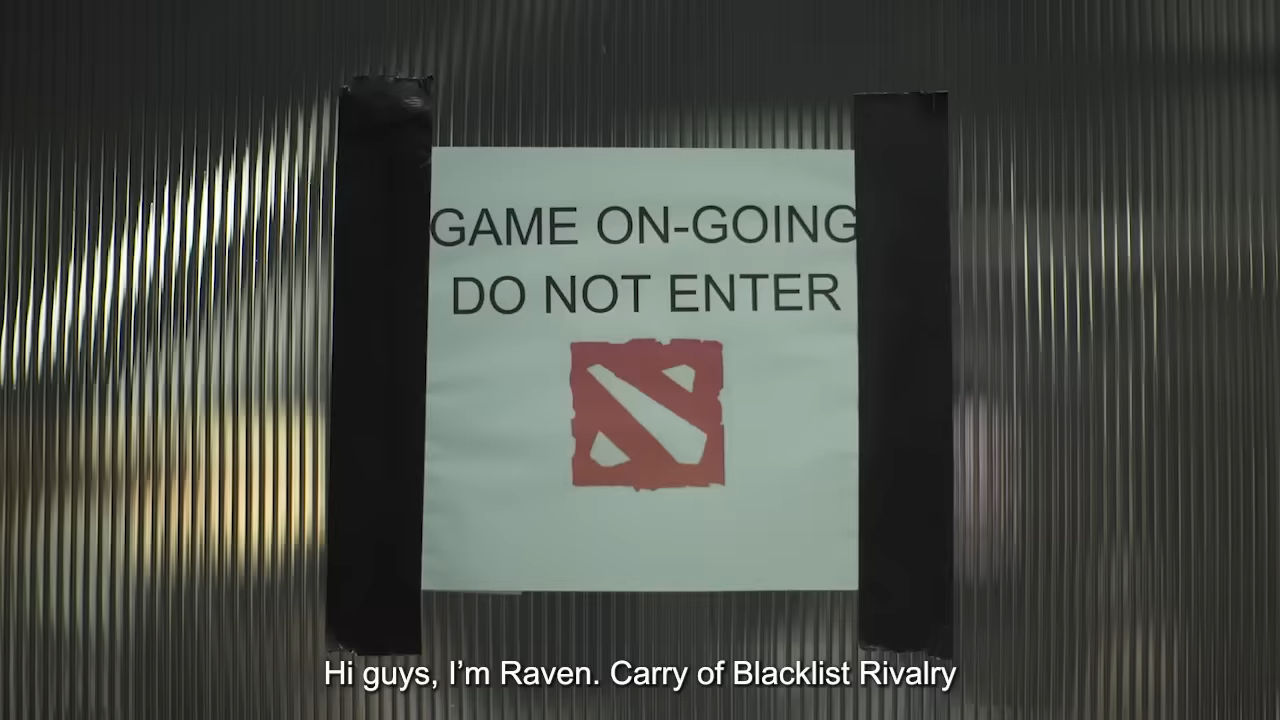 GAME ON-GOING
DO NOT ENTER
Hi guys, I’m Raven. Carry of Blacklist Rivalry